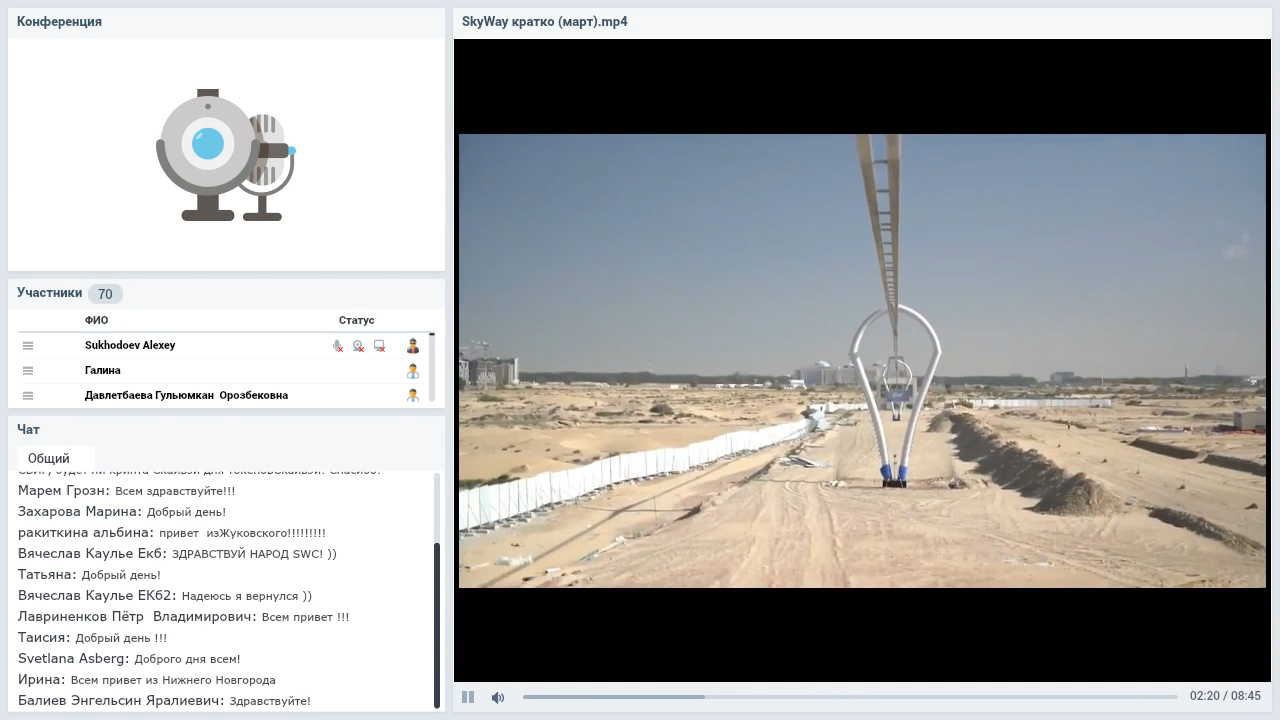 Конференция
SkyWay кратко (март).mp4
Участники 70
ФИО Статус
Sukhodoev Alexey
Галина
Давлетбаева Гульюмкан Орозбековна
Чат
Общий
Марем Грозн: Всем здравствуйте!!!
Захарова Марина: Добрый день!
ракиткина альбина: привет изЖуковского!!!!!!!!!
Вячеслав Каулье Екб: ЗДРАВСТВУЙ НАРОД SWC! ))
Татьяна: Добрый день!
Вячеслав Каулье ЕКб2: Надеюсь я вернулся ))
Лавриненков Пётр Владимирович: Всем привет !!!
Таисия: Добрый день !!!
Svetlana Asberg: Доброго дня всем!
Ирина: Всем привет из Нижнего Новгорода
Балиев Энгельсин Яралиевич: Здравствуйте!
02:20 / 08:45